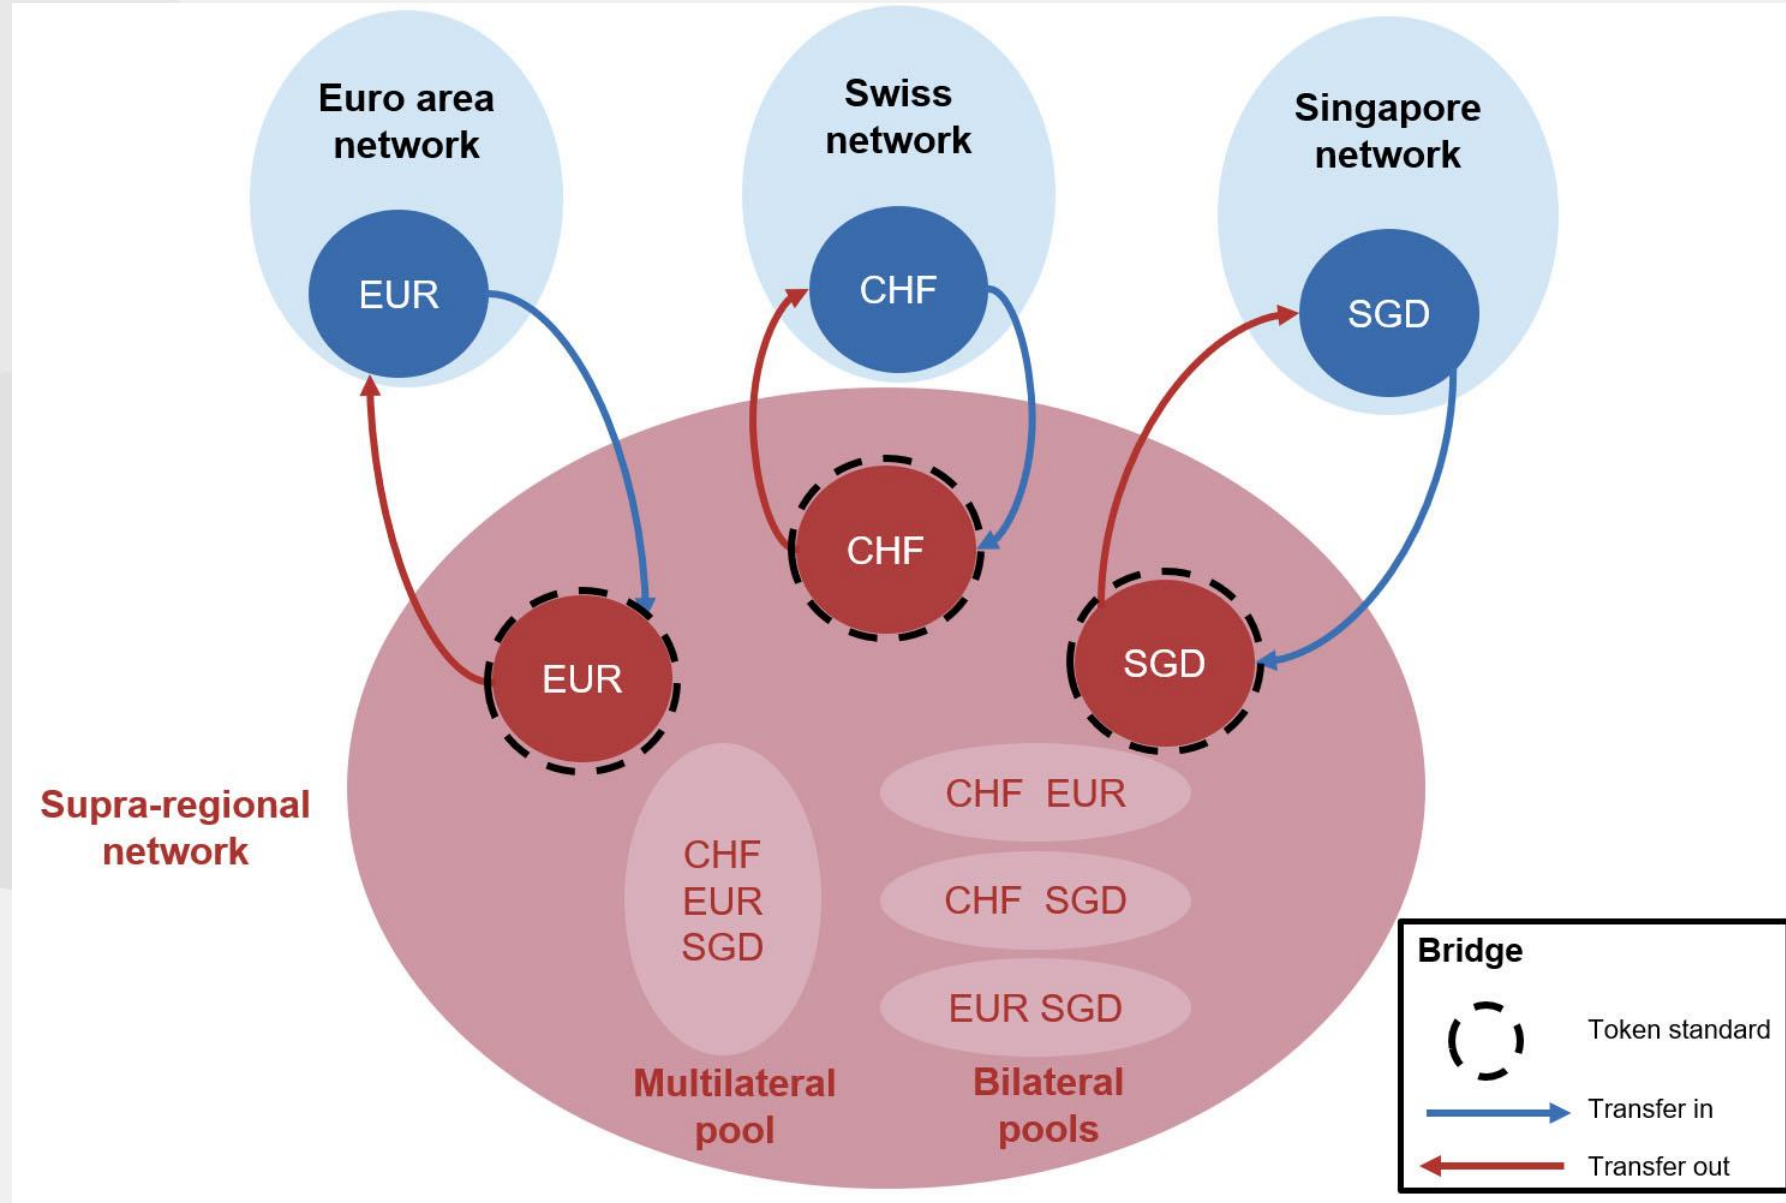 Euro area
network
Swiss
network
Singapore
network
EUR
CHF
SGD
CHF
EUR
SGD
Supra-regional
network
CHF
EUR
SGD
CHF EUR
CHF SGD
EUR SGD
Multilateral
pool
Bilateral
pools
Bridge
Token standard
Transfer in
Transfer out